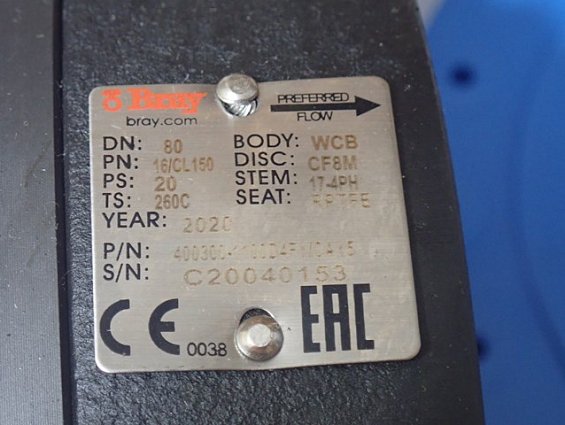 Bray
bray.com
PREFERRED
FLOW
DN: 80
PN: 16/CL150
PS: 20
TS: 260C
YEAR: 2020
BODY: WCB
DISC: CF8M
STEM: 17-4PH
SEAT:
P/N:
S/N: C20040153
CE 0038
EAC